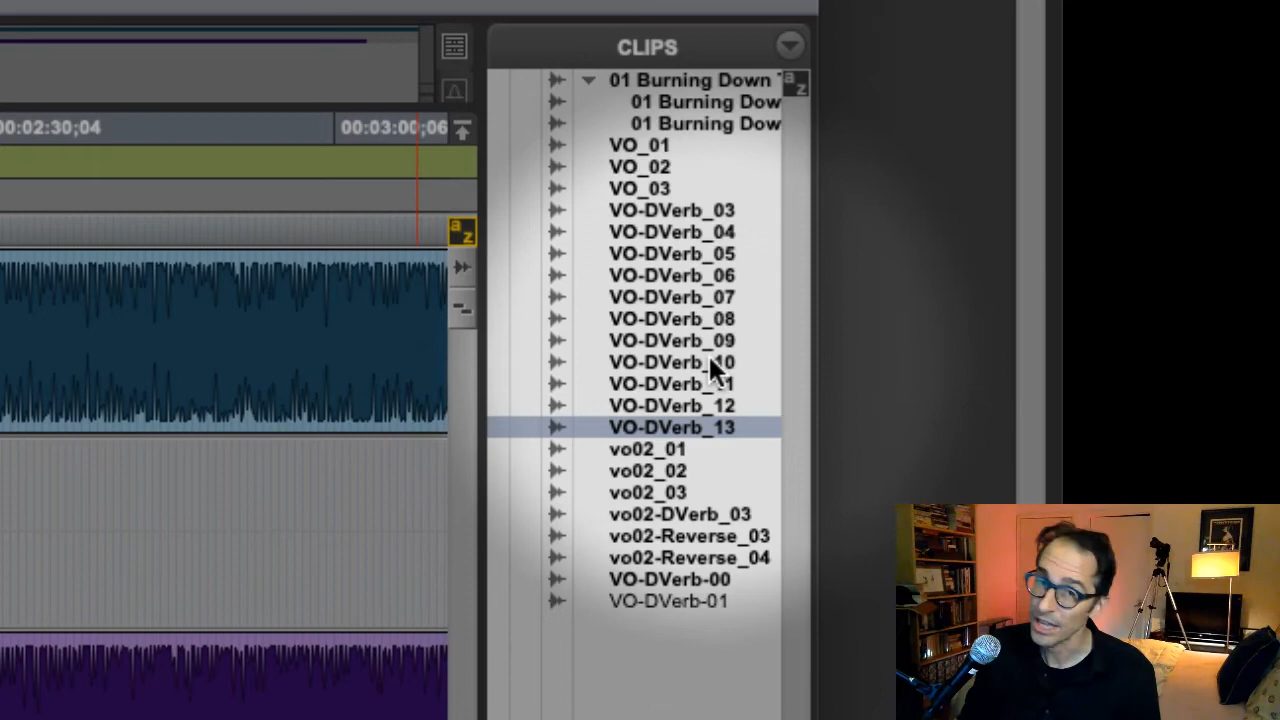 CLIPS
01 Burning Down
a
z
01 Burning Dow
01 Burning Dow
00:02:30;04
00:03:00;06
VO_01
VO_02
VO_03
VO-DVerb_03
a
z
VO-DVerb_04
VO-DVerb_05
VO-DVerb_06
VO-DVerb_07
VO-DVerb_08
VO-DVerb_09
VO-DVerb_10
VO-DVerb_11
VO-DVerb_12
VO-DVerb_13
vo02_01
vo02_02
vo02_03
vo02-DVerb_03
vo02-Reverse_03
vo02-Reverse_04
VO-DVerb-00
VO-DVerb-01